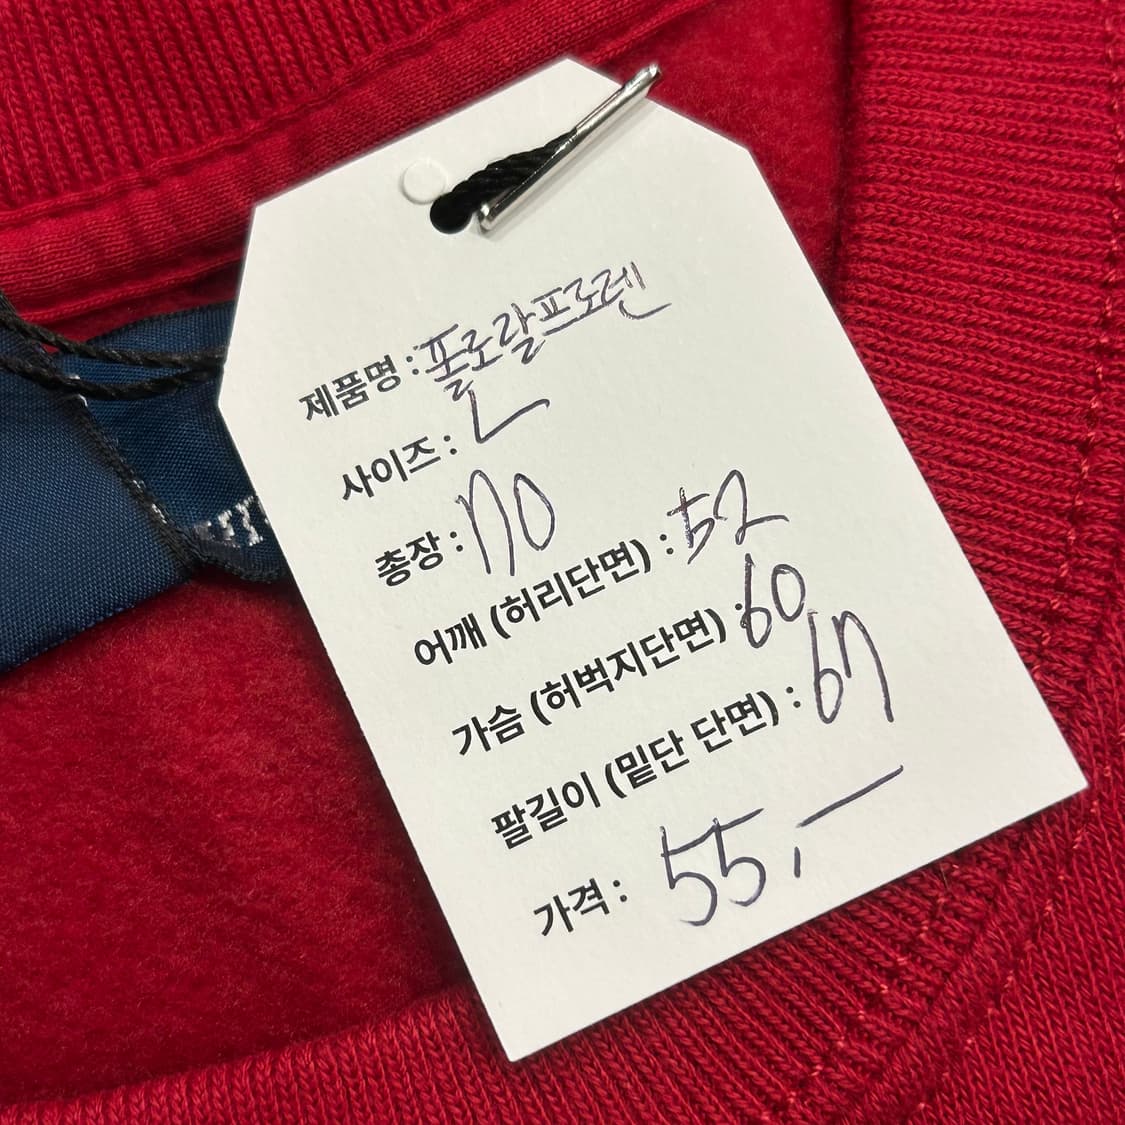 제품명 : 폴로랄프로렌
사이즈 : L
총장 : 70
어깨 (허리단면) : 52
가슴 (허벅지단면) : 60
팔길이 (밑단 단면) : 67
가격 : 55,-